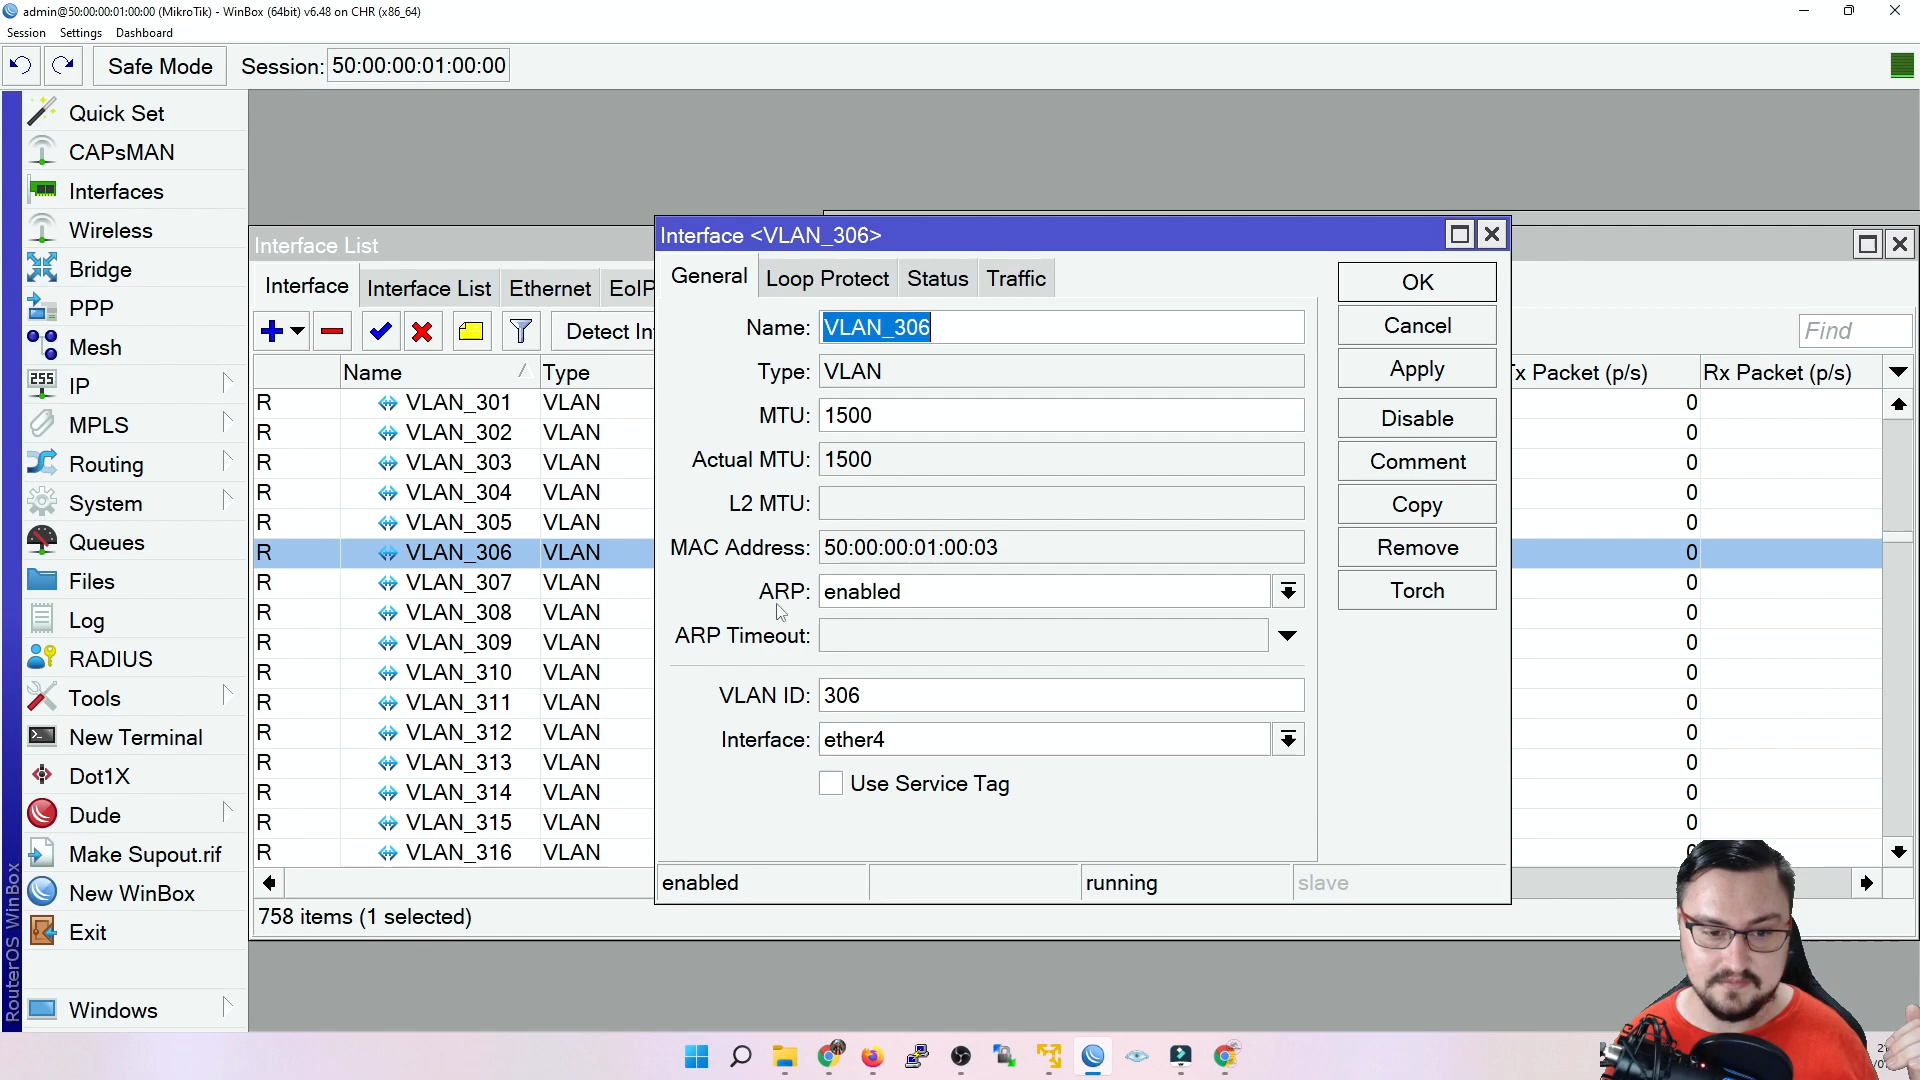 admin@50:00:00:01:00:00 (MikroTik) - WinBox (64bit) v6.48 on CHR (x86_64)
Session Settings Dashboard
Safe Mode Session: 50:00:00:01:00:00
Quick Set
CAPsMAN
Interfaces
Wireless
Bridge
PPP
Mesh
255 IP
MPLS
Routing
System
Queues
Files
Log
RADIUS
Tools
New Terminal
Dot1X
Dude
Make Supout.rif
New WinBox
Exit
Windows
RouterOS WinBox
Interface List
Interface Interface List Ethernet EoIP
Detect In
Find
Name Type Tx Packet (p/s) Rx Packet (p/s)
R VLAN_301 VLAN 0
R VLAN_302 VLAN 0
R VLAN_303 VLAN 0
R VLAN_304 VLAN 0
R VLAN_305 VLAN 0
R VLAN_306 VLAN 0
R VLAN_307 VLAN 0
R VLAN_308 VLAN 0
R VLAN_309 VLAN 0
R VLAN_310 VLAN 0
R VLAN_311 VLAN 0
R VLAN_312 VLAN 0
R VLAN_313 VLAN 0
R VLAN_314 VLAN 0
R VLAN_315 VLAN 0
R VLAN_316 VLAN
758 items (1 selected)
Interface <VLAN_306>
General Loop Protect Status Traffic
Name: VLAN_306
Type: VLAN
MTU: 1500
Actual MTU: 1500
L2 MTU:
MAC Address: 50:00:00:01:00:03
ARP: enabled
ARP Timeout:
VLAN ID: 306
Interface: ether4
Use Service Tag
OK
Cancel
Apply
Disable
Comment
Copy
Remove
Torch
enabled running slave